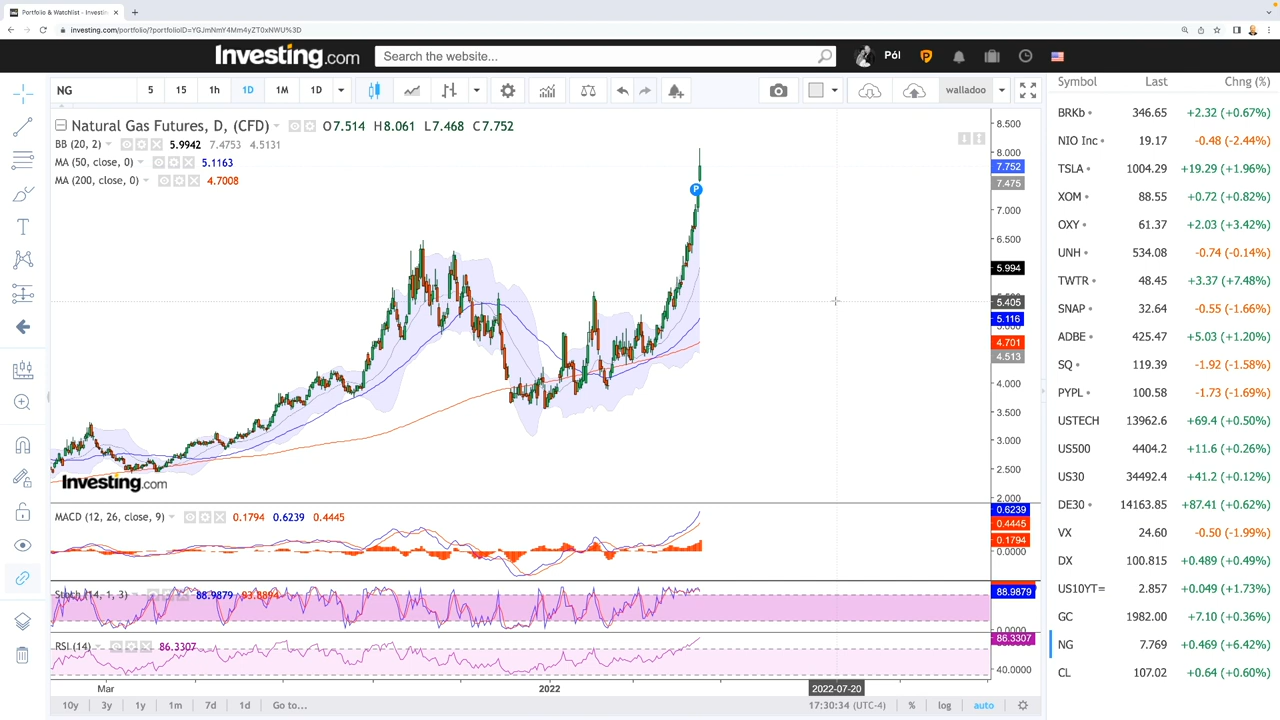 Portfolio & Watchlist - Investin
investing.com/portfolio/?portfolioID=YGJmNmY4Mm4yZT0xNWU%3D
Investing.com
Search the website...
Pól
NG
5
15
1h
1D
1M
1D
walladoo
Natural Gas Futures, D, (CFD)
O7.514 H8.061 L7.468 C7.752
BB (20, 2)
5.9942 7.4753 4.5131
MA (50, close, 0)
5.1163
MA (200, close, 0)
4.7008
P
8.500
8.000
7.752
7.475
7.000
6.500
5.994
5.405
5.116
4.701
4.513
4.000
3.500
3.000
2.500
2.000
Investing.com
MACD (12, 26, close, 9)
0.1794 0.6239 0.4445
0.6239
0.4445
0.1794
0.0000
Stoch (14, 1, 3)
88.9879 93.8894
88.9879
0.0000
RSI (14)
86.3307
86.3307
40.0000
Mar
2022
2022-07-20
10y
3y
1y
1m
7d
1d
Go to...
17:30:34 (UTC-4)
%
log
auto
Symbol Last Chng (%)
BRKb 346.65 +2.32 (+0.67%)
NIO Inc 19.17 -0.48 (-2.44%)
TSLA 1004.29 +19.29 (+1.96%)
XOM 88.55 +0.72 (+0.82%)
OXY 61.37 +2.03 (+3.42%)
UNH 534.08 -0.74 (-0.14%)
TWTR 48.45 +3.37 (+7.48%)
SNAP 32.64 -0.55 (-1.66%)
ADBE 425.47 +5.03 (+1.20%)
SQ 119.39 -1.92 (-1.58%)
PYPL 100.58 -1.73 (-1.69%)
USTECH 13962.6 +69.4 (+0.50%)
US500 4404.2 +11.6 (+0.26%)
US30 34492.4 +41.2 (+0.12%)
DE30 14163.85 +87.41 (+0.62%)
VX 24.60 -0.50 (-1.99%)
DX 100.815 +0.489 (+0.49%)
US10YT= 2.857 +0.049 (+1.73%)
GC 1982.00 +7.10 (+0.36%)
NG 7.769 +0.469 (+6.42%)
CL 107.02 +0.64 (+0.60%)